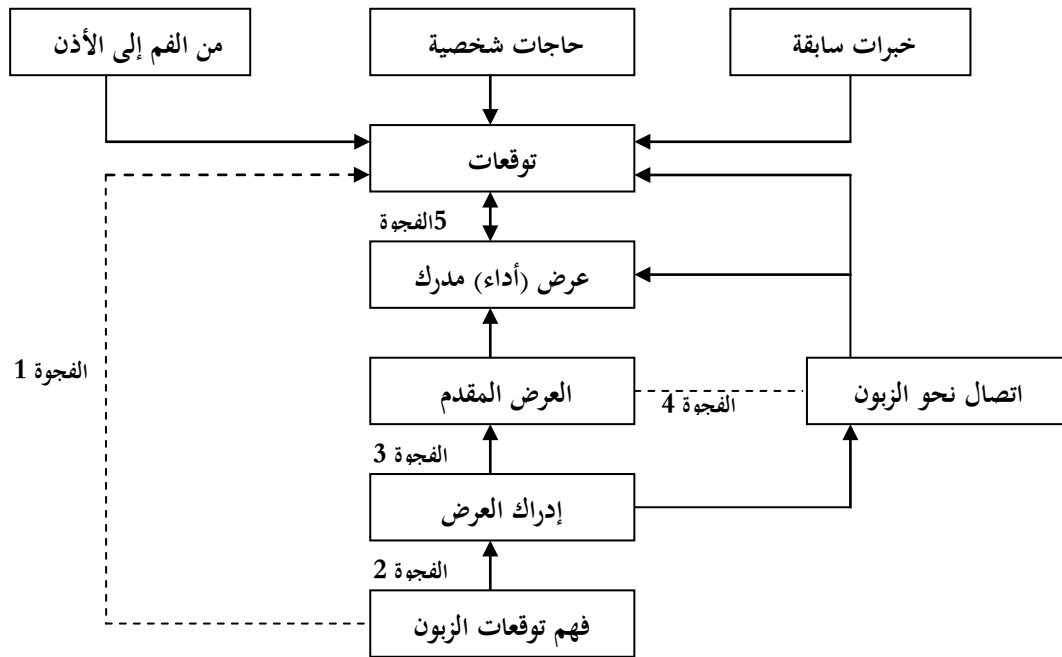 خبرات سابقة
حاجات شخصية
من الفم إلى الأذن
توقعات
الفجوة5
عرض (أداء) مدرك
الفجوة 1
العرض المقدم
الفجوة 4
اتصال نحو الزبون
الفجوة 3
إدراك العرض
الفجوة 2
فهم توقعات الزبون